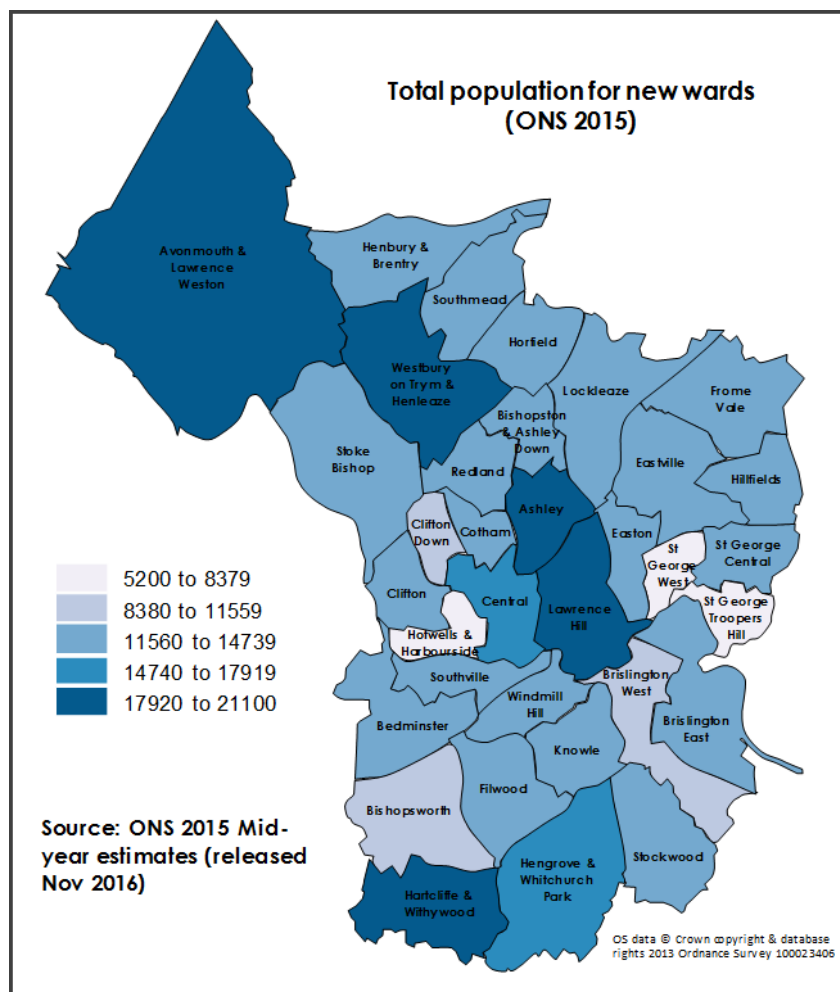 Total population for new wards
(ONS 2015)
Avonmouth &
Lawrence
Weston
Henbury &
Brentry
Southmead
Horfield
Westbury
on Trym &
Henleaze
Lockleaze
Frome
Vale
Bishopston
& Ashley
Down
Stoke
Bishop
Redland
Eastville
Hillfields
Ashley
Clifton
Down
Cotham
Easton
St
George
West
St George
Central
Clifton
Central
Lawrence
Hill
St George
Troopers
Hill
Hotwells &
Harbourside
5200 to 8379
8380 to 11559
11560 to 14739
14740 to 17919
17920 to 21100
Southville
Windmill
Hill
Brislington
West
Brislington
East
Bedminster
Knowle
Filwood
Bishopsworth
Stockwood
Hengrove &
Whitchurch
Park
Hartcliffe &
Withywood
Source: ONS 2015 Mid-
year estimates (released
Nov 2016)
OS data © Crown copyright & database
rights 2013 Ordnance Survey 100023406